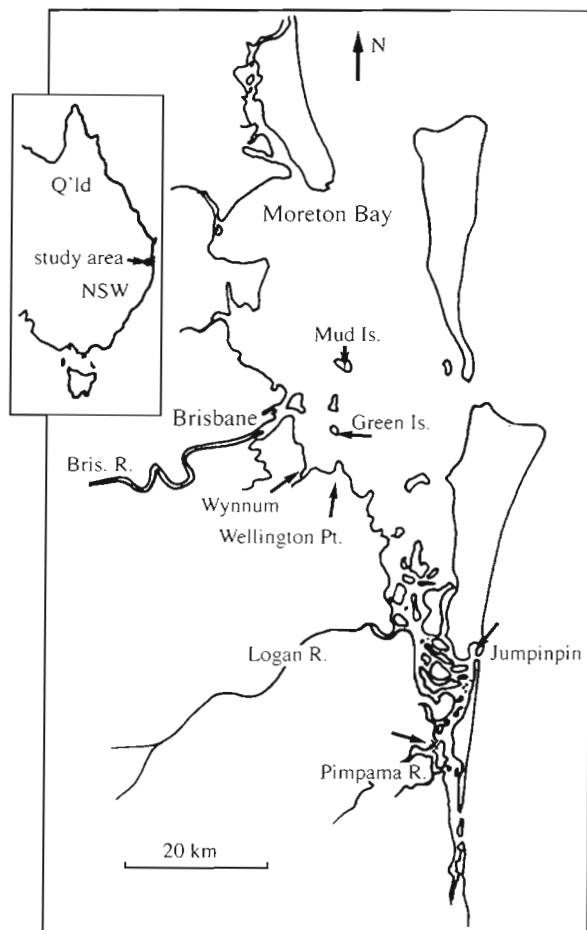 N
Q'ld
study area
NSW
Moreton Bay
Mud Is.
Brisbane
Green Is.
Bris. R.
Wynnum
Wellington Pt.
Logan R.
Jumpinpin
Pimpama R.
20 km